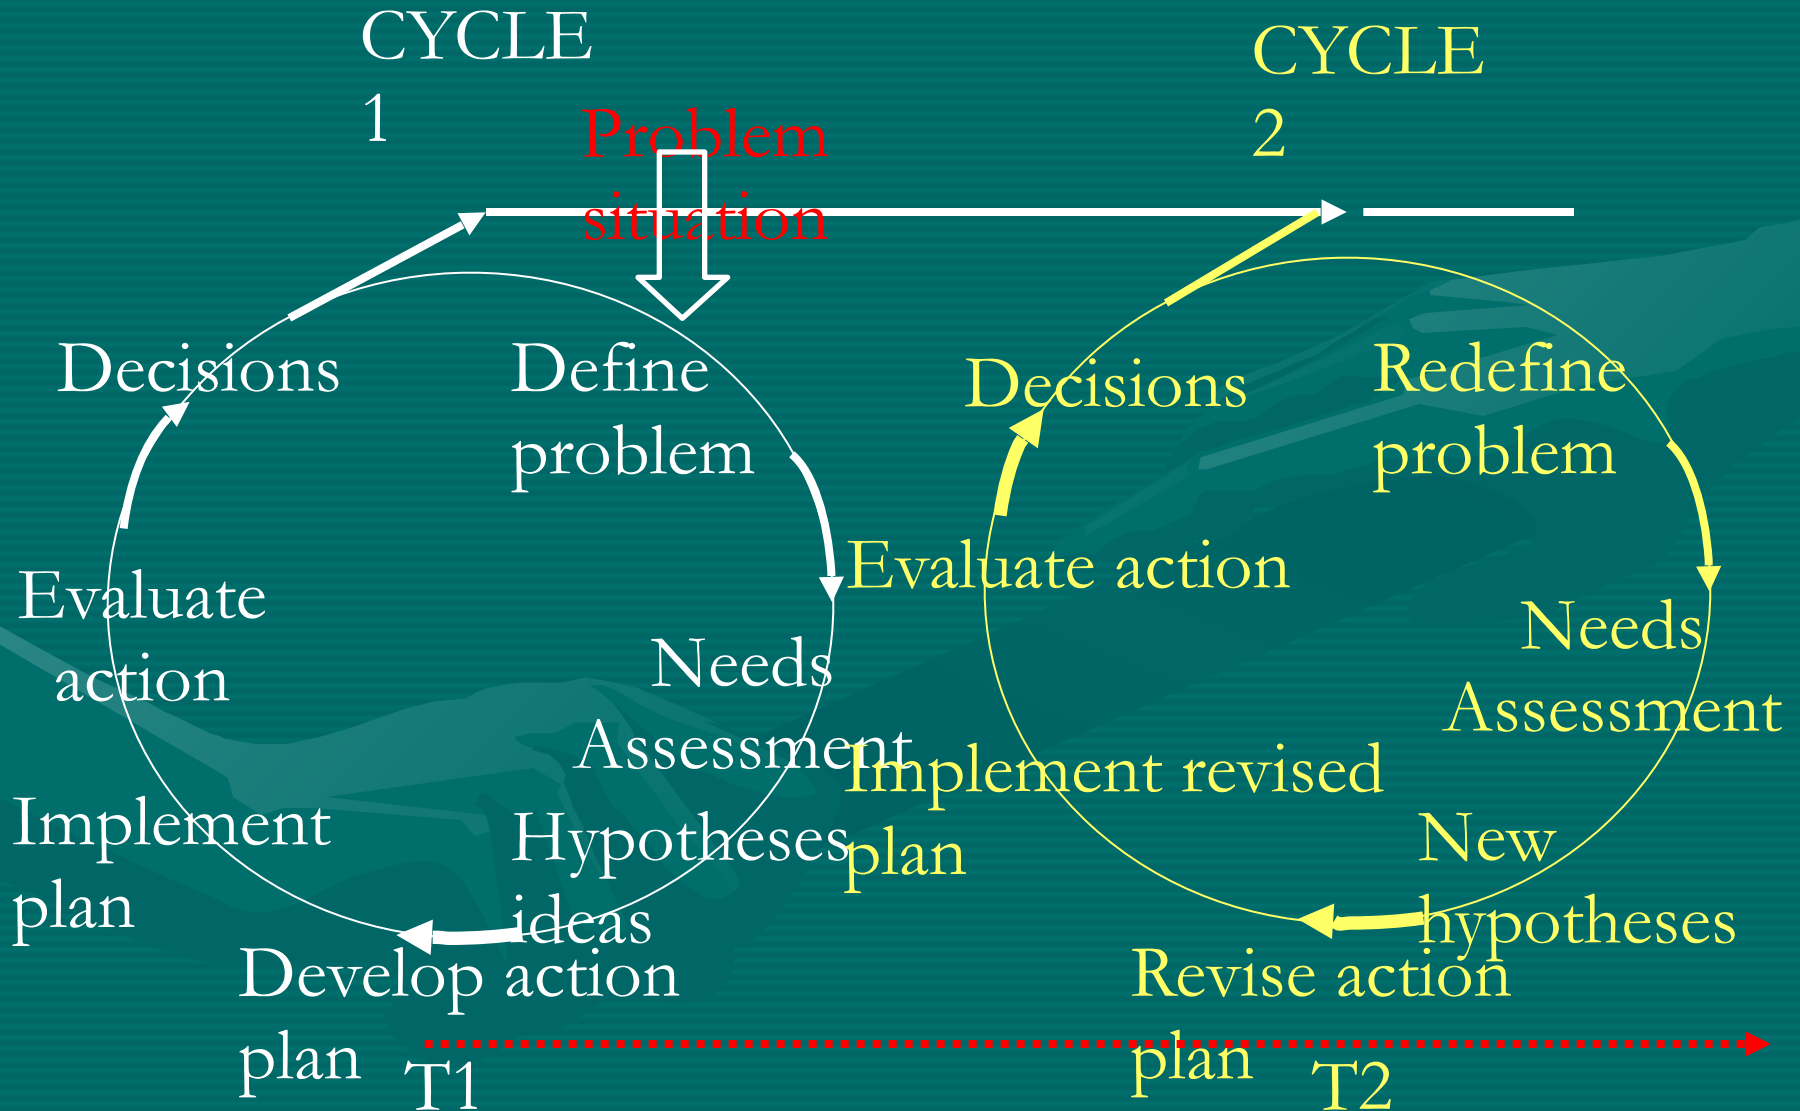 CYCLE
1
Problem
situation
Decisions
Define
problem
Evaluate
action
Needs
Assessment
Implement
plan
Hypotheses
ideas
Develop action
plan
T1
CYCLE
2
Decisions
Redefine
problem
Evaluate action
Needs
Assessment
Implement revised
plan
New
hypotheses
Revise action
plan
T2